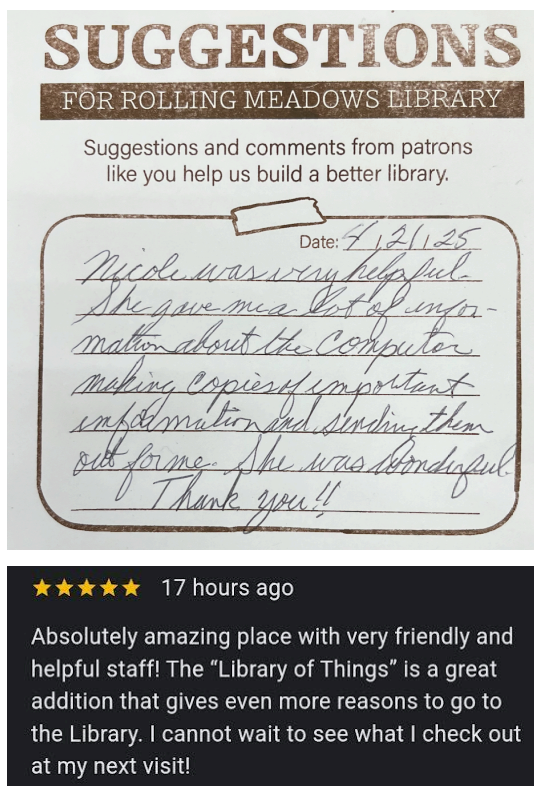 SUGGESTIONS
FOR ROLLING MEADOWS LIBRARY
Suggestions and comments from patrons
like you help us build a better library.
Date: 4/21/25
Nicole was very helpful.
She gave me a lot of infor-
mation about the Computer
making copies of important
information and sending them
out for me. She was Wonderful.
Thank you!!
★★★★★ 17 hours ago
Absolutely amazing place with very friendly and
helpful staff! The “Library of Things” is a great
addition that gives even more reasons to go to
the Library. I cannot wait to see what I check out
at my next visit!